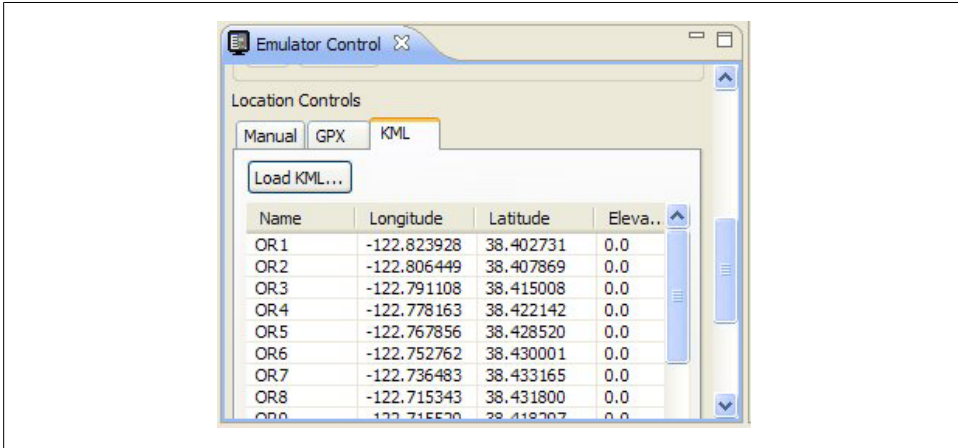 Emulator Control
Location Controls
Manual GPX KML
Load KML...
Name Longitude Latitude Eleva..
OR1 -122.823928 38.402731 0.0
OR2 -122.806449 38.407869 0.0
OR3 -122.791108 38.415008 0.0
OR4 -122.778163 38.422142 0.0
OR5 -122.767856 38.428520 0.0
OR6 -122.752762 38.430001 0.0
OR7 -122.736483 38.433165 0.0
OR8 -122.715343 38.431800 0.0